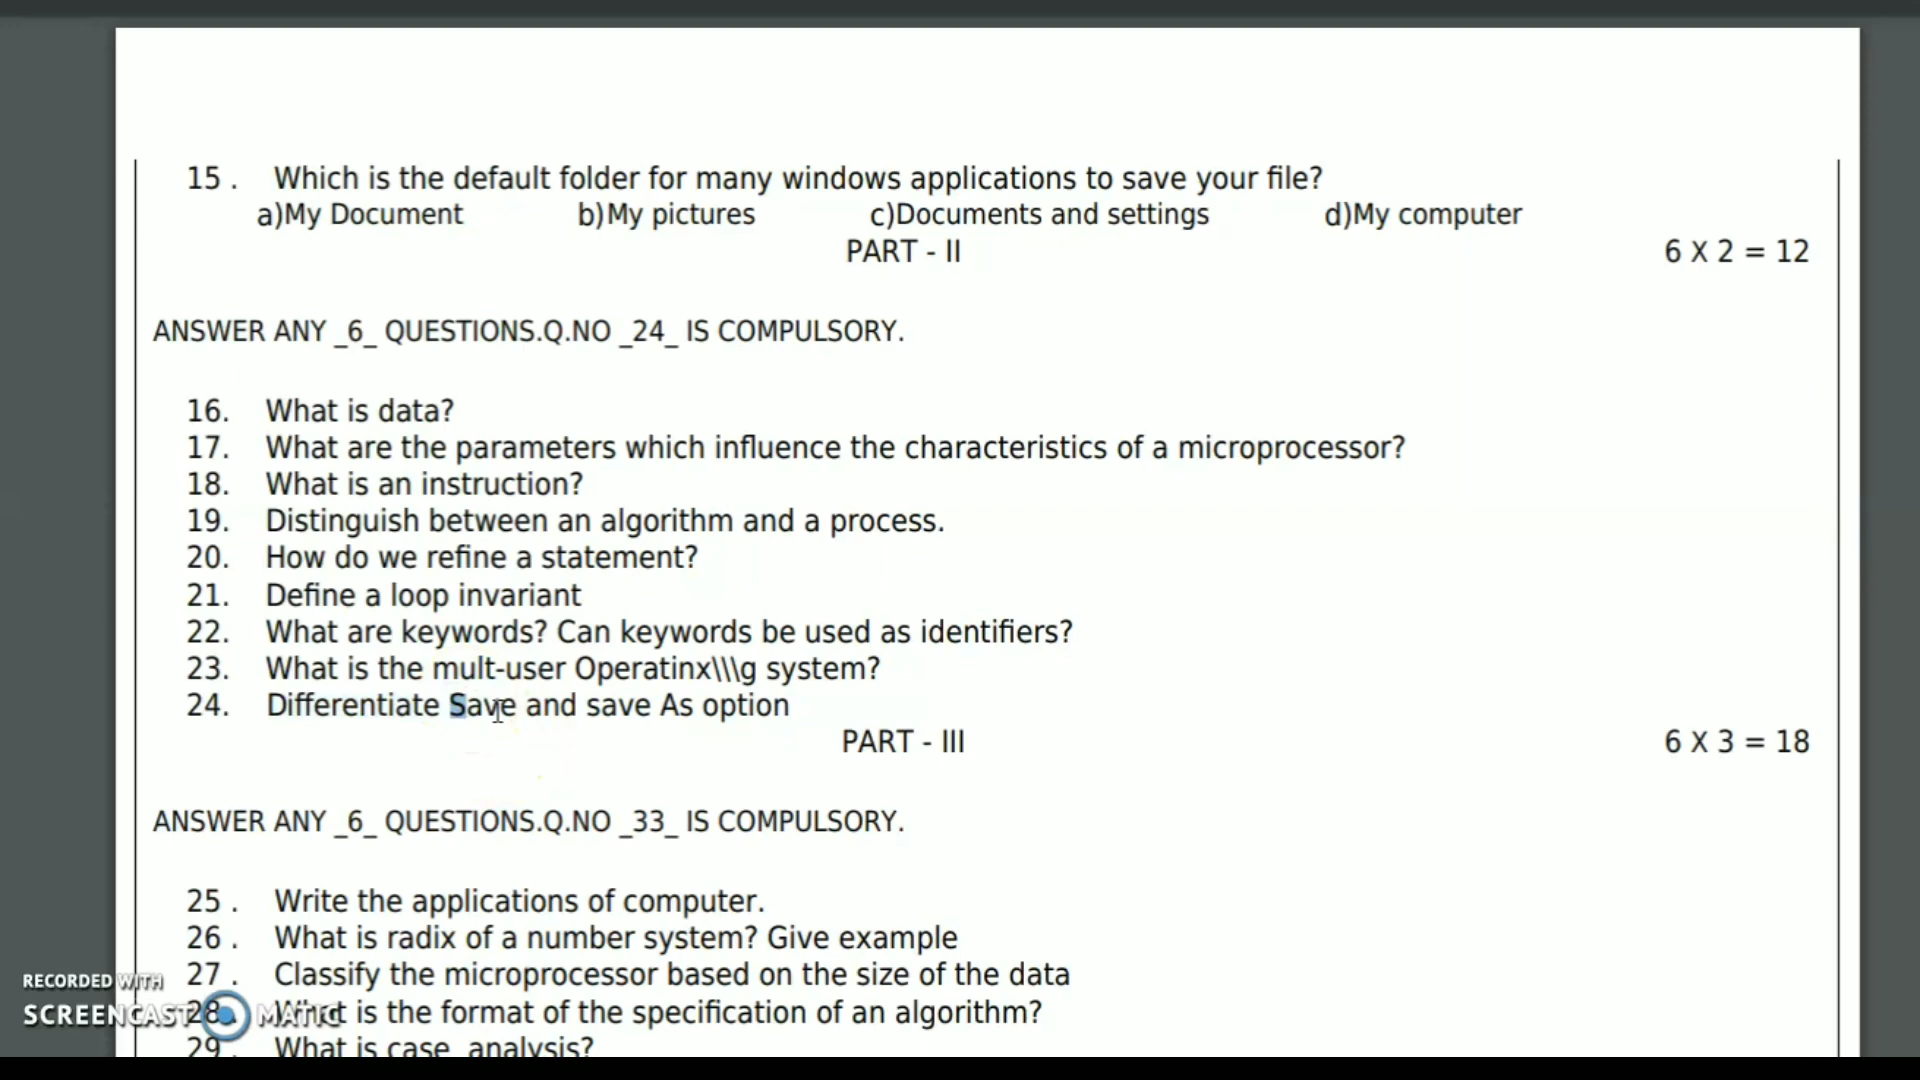 15 . Which is the default folder for many windows applications to save your file?
a)My Document b)My pictures c)Documents and settings d)My computer
PART - II 6 X 2 = 12
ANSWER ANY _6_ QUESTIONS.Q.NO _24_ IS COMPULSORY.
16. What is data?
17. What are the parameters which influence the characteristics of a microprocessor?
18. What is an instruction?
19. Distinguish between an algorithm and a process.
20. How do we refine a statement?
21. Define a loop invariant
22. What are keywords? Can keywords be used as identifiers?
23. What is the mult-user Operatinx\\\g system?
24. Differentiate Save and save As option
PART - III 6 X 3 = 18
ANSWER ANY _6_ QUESTIONS.Q.NO _33_ IS COMPULSORY.
25 . Write the applications of computer.
26 . What is radix of a number system? Give example
27 . Classify the microprocessor based on the size of the data
28 . What is the format of the specification of an algorithm?
29 . What is case analysis?
RECORDED WITH
SCREENCAST MATIC